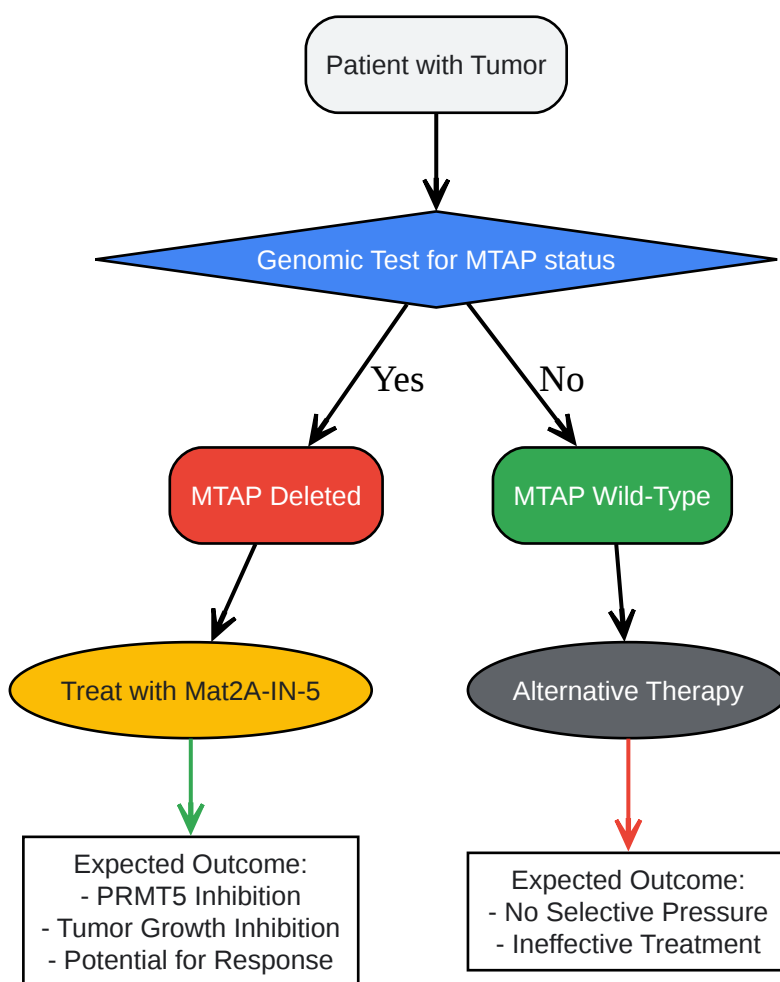 Patient with Tumor
Genomic Test for MTAP status
Yes
No
MTAP Deleted
MTAP Wild-Type
Treat with Mat2A-IN-5
Alternative Therapy
Expected Outcome:
- PRMT5 Inhibition
- Tumor Growth Inhibition
- Potential for Response
Expected Outcome:
- No Selective Pressure
- Ineffective Treatment